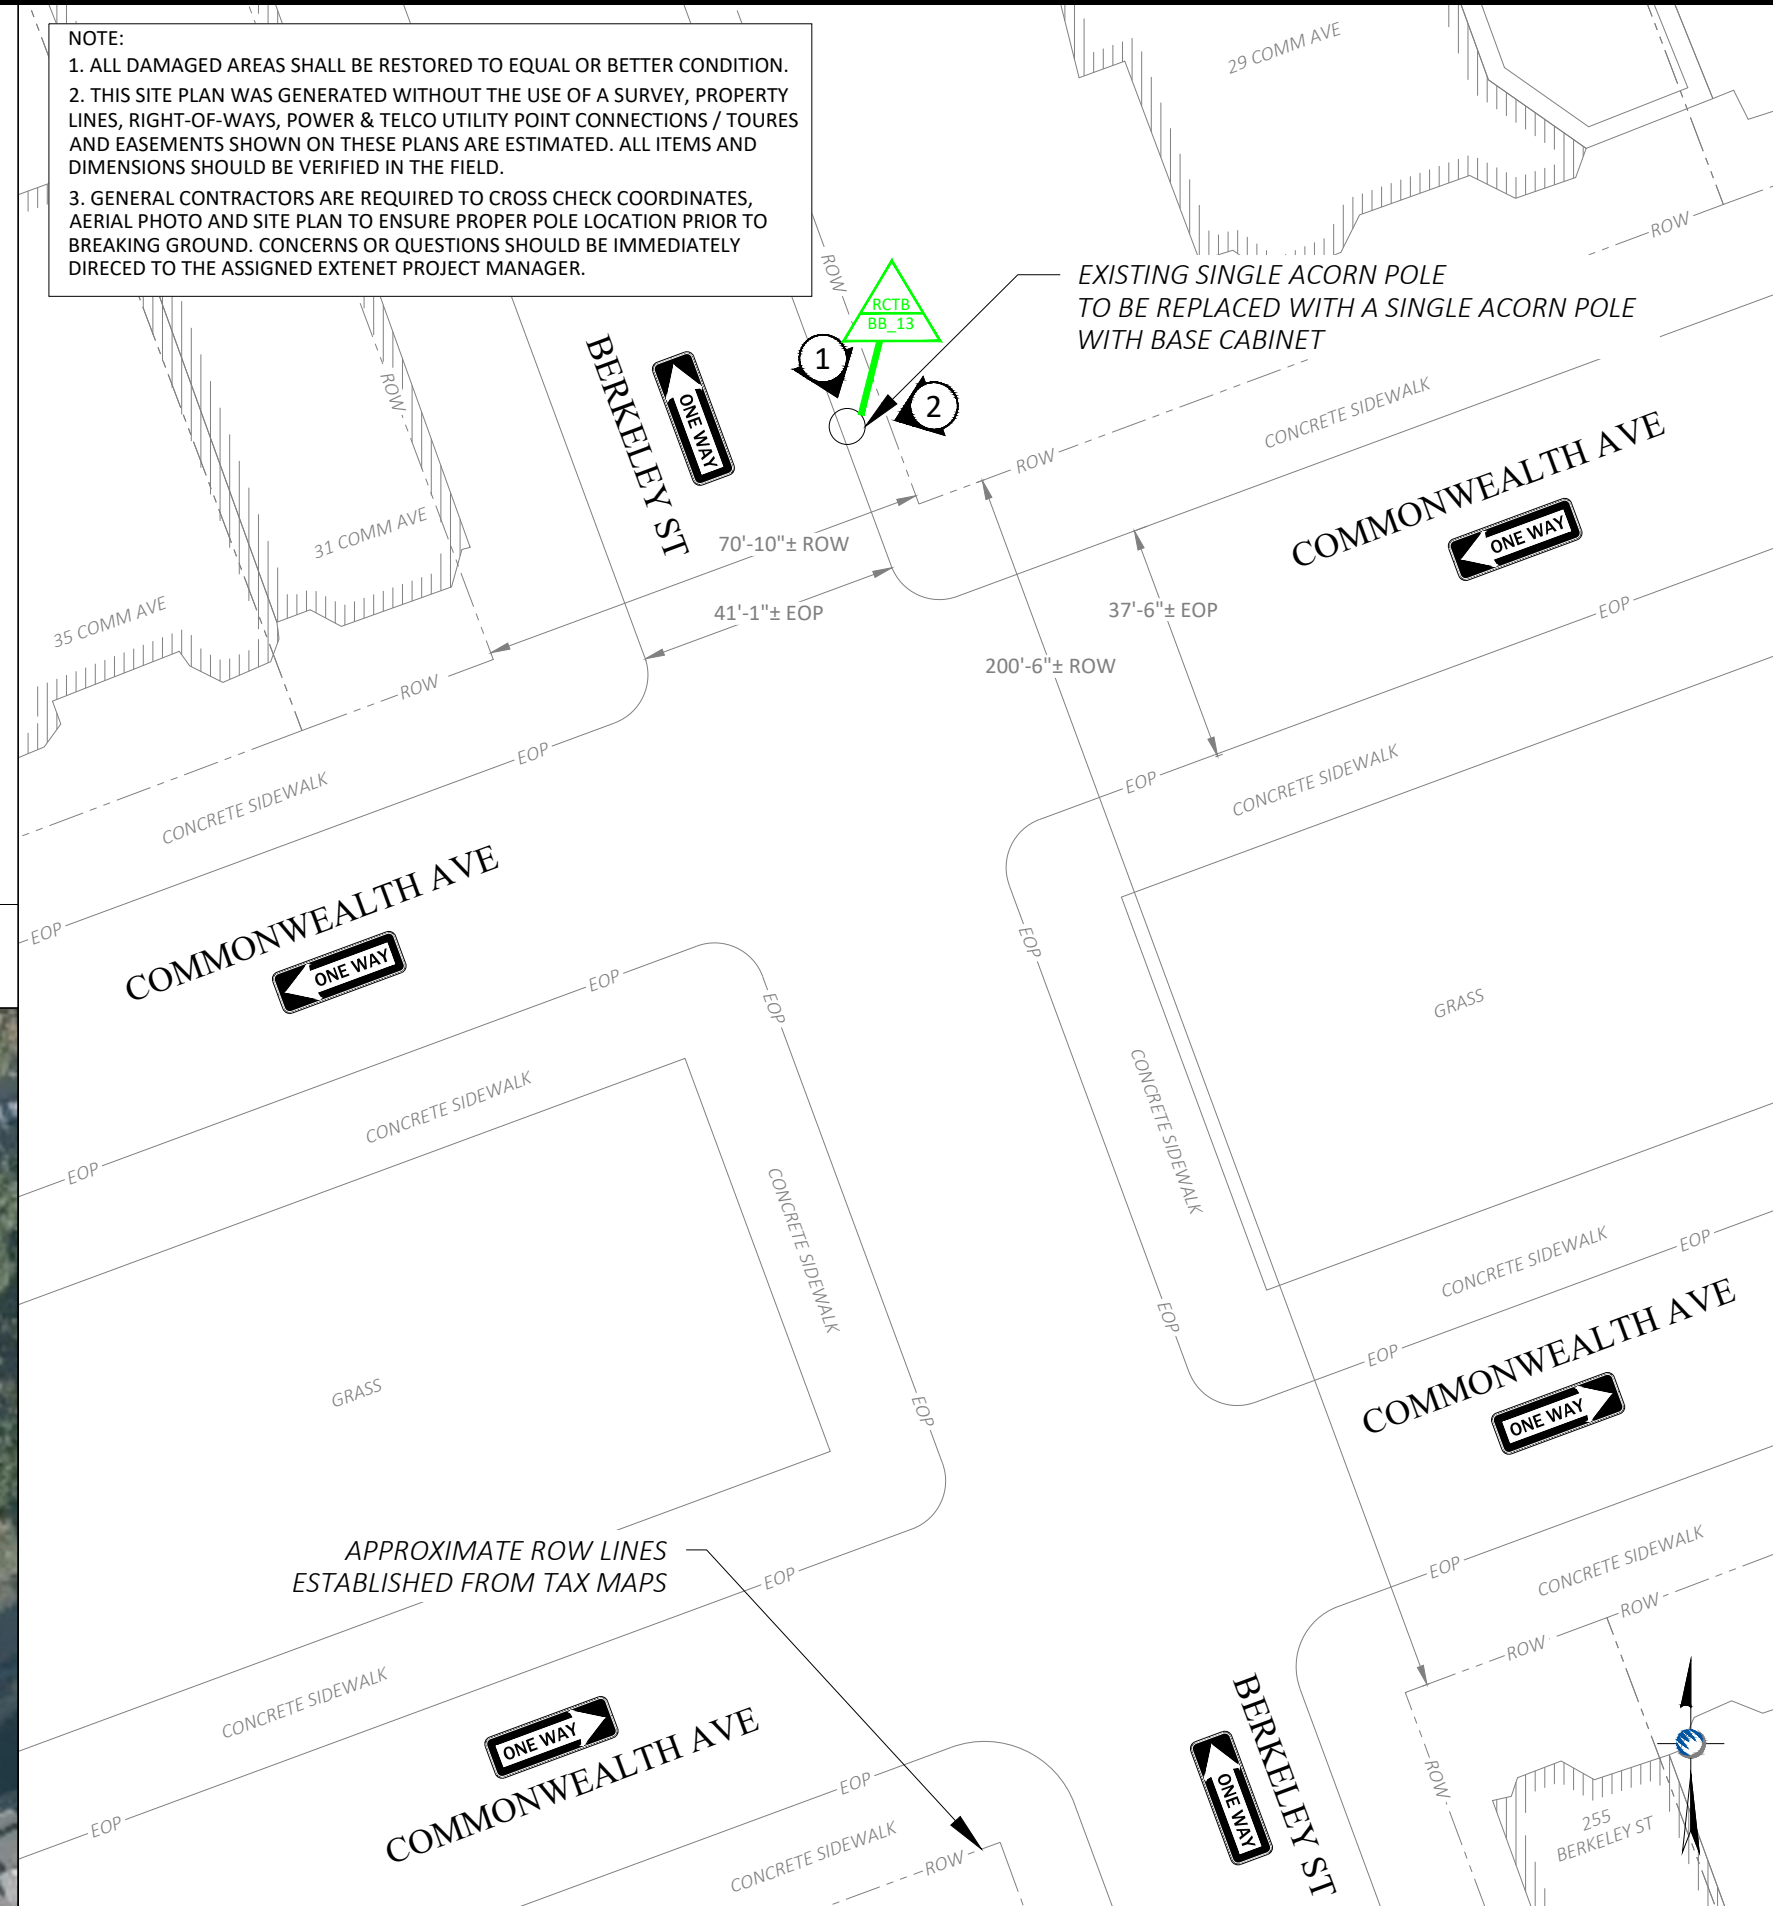 NOTE:
1. ALL DAMAGED AREAS SHALL BE RESTORED TO EQUAL OR BETTER CONDITION.
2. THIS SITE PLAN WAS GENERATED WITHOUT THE USE OF A SURVEY, PROPERTY
LINES, RIGHT-OF-WAYS, POWER & TELCO UTILITY POINT CONNECTIONS / TOURES
AND EASEMENTS SHOWN ON THESE PLANS ARE ESTIMATED. ALL ITEMS AND
DIMENSIONS SHOULD BE VERIFIED IN THE FIELD.
3. GENERAL CONTRACTORS ARE REQUIRED TO CROSS CHECK COORDINATES,
AERIAL PHOTO AND SITE PLAN TO ENSURE PROPER POLE LOCATION PRIOR TO
BREAKING GROUND. CONCERNS OR QUESTIONS SHOULD BE IMMEDIATELY
DIRECED TO THE ASSIGNED EXTENET PROJECT MANAGER.
29 COMM AVE
ROW
ROW
RCTB
BB_13
EXISTING SINGLE ACORN POLE
TO BE REPLACED WITH A SINGLE ACORN POLE
WITH BASE CABINET
1
2
ROW
BERKELEY ST
ONE WAY
CONCRETE SIDEWALK
ROW
COMMONWEALTH AVE
ONE WAY
31 COMM AVE
70'-10"± ROW
41'-1"± EOP
37'-6"± EOP
EOP
35 COMM AVE
200'-6"± ROW
ROW
EOP
EOP
CONCRETE SIDEWALK
CONCRETE SIDEWALK
COMMONWEALTH AVE
ONE WAY
EOP
EOP
EOP
EOP
GRASS
CONCRETE SIDEWALK
CONCRETE SIDEWALK
EOP
CONCRETE SIDEWALK
CONCRETE SIDEWALK
EOP
EOP
EOP
COMMONWEALTH AVE
ONE WAY
GRASS
EOP
APPROXIMATE ROW LINES
ESTABLISHED FROM TAX MAPS
EOP
EOP
CONCRETE SIDEWALK
ROW
ROW
CONCRETE SIDEWALK
ONE WAY
COMMONWEALTH AVE
BERKELEY ST
ONE WAY
EOP
EOP
ROW
CONCRETE SIDEWALK
ROW
255
BERKELEY ST